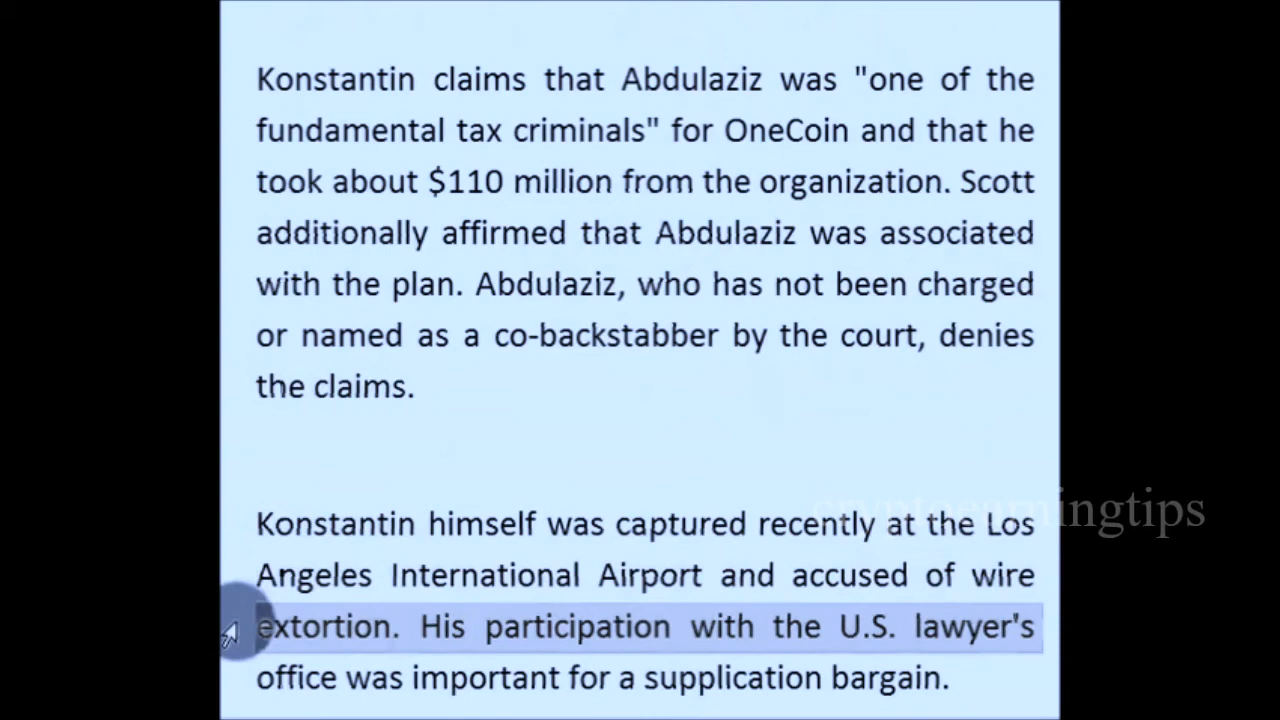 Konstantin claims that Abdulaziz was "one of the
fundamental tax criminals" for OneCoin and that he
took about $110 million from the organization. Scott
additionally affirmed that Abdulaziz was associated
with the plan. Abdulaziz, who has not been charged
or named as a co-backstabber by the court, denies
the claims.
Konstantin himself was captured recently at the Los
cryptoearningtips
Angeles International Airport and accused of wire
extortion. His participation with the U.S. lawyer's
office was important for a supplication bargain.